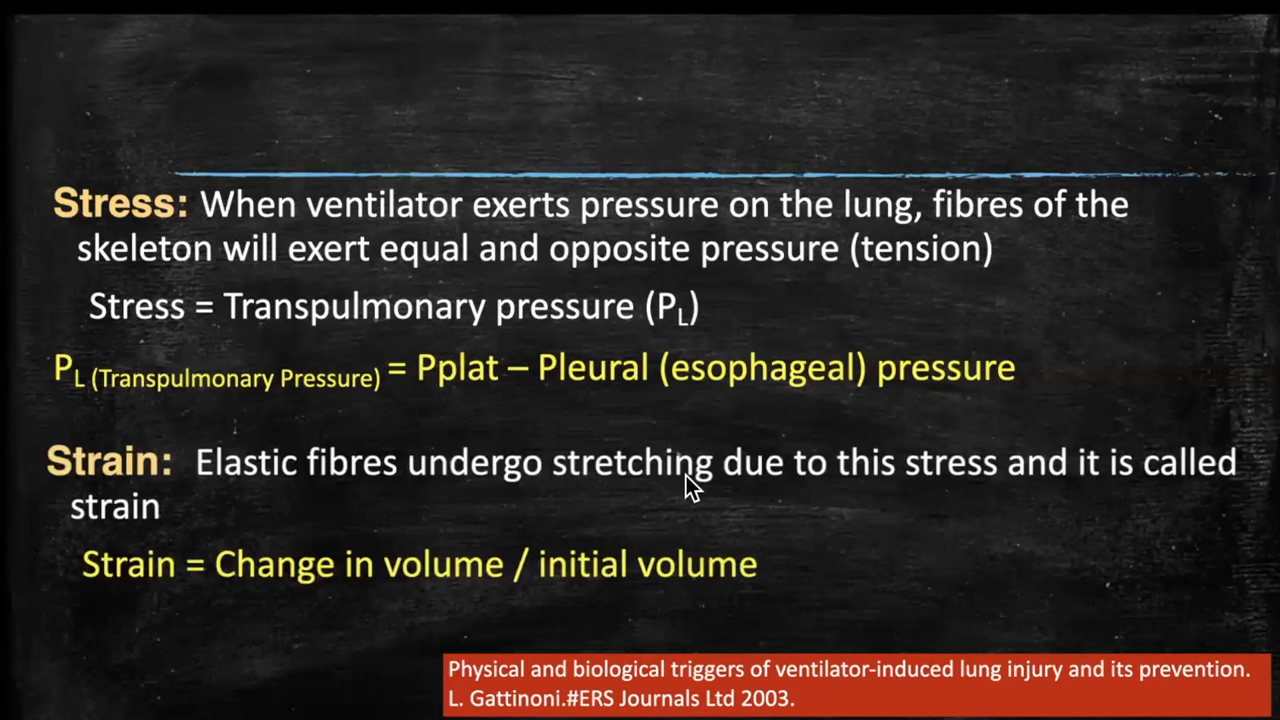 Stress: When ventilator exerts pressure on the lung, fibres of the
skeleton will exert equal and opposite pressure (tension)
Stress = Transpulmonary pressure (PL)
PL (Transpulmonary Pressure) = Pplat – Pleural (esophageal) pressure
Strain: Elastic fibres undergo stretching due to this stress and it is called
strain
Strain = Change in volume / initial volume
Physical and biological triggers of ventilator-induced lung injury and its prevention.
L. Gattinoni.#ERS Journals Ltd 2003.